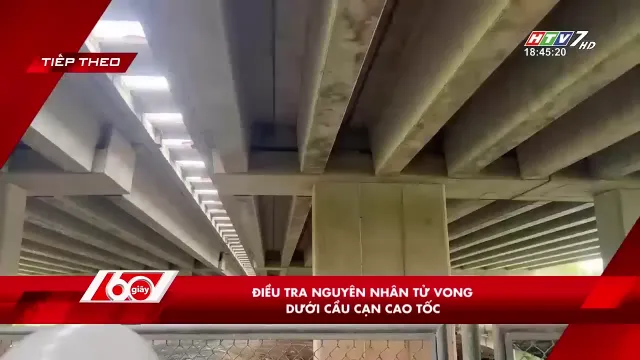 TIẾP THEO
HTV7 HD
18:45:20
60 giây
ĐIỀU TRA NGUYÊN NHÂN TỬ VONG
DƯỚI CẦU CẠN CAO TỐC